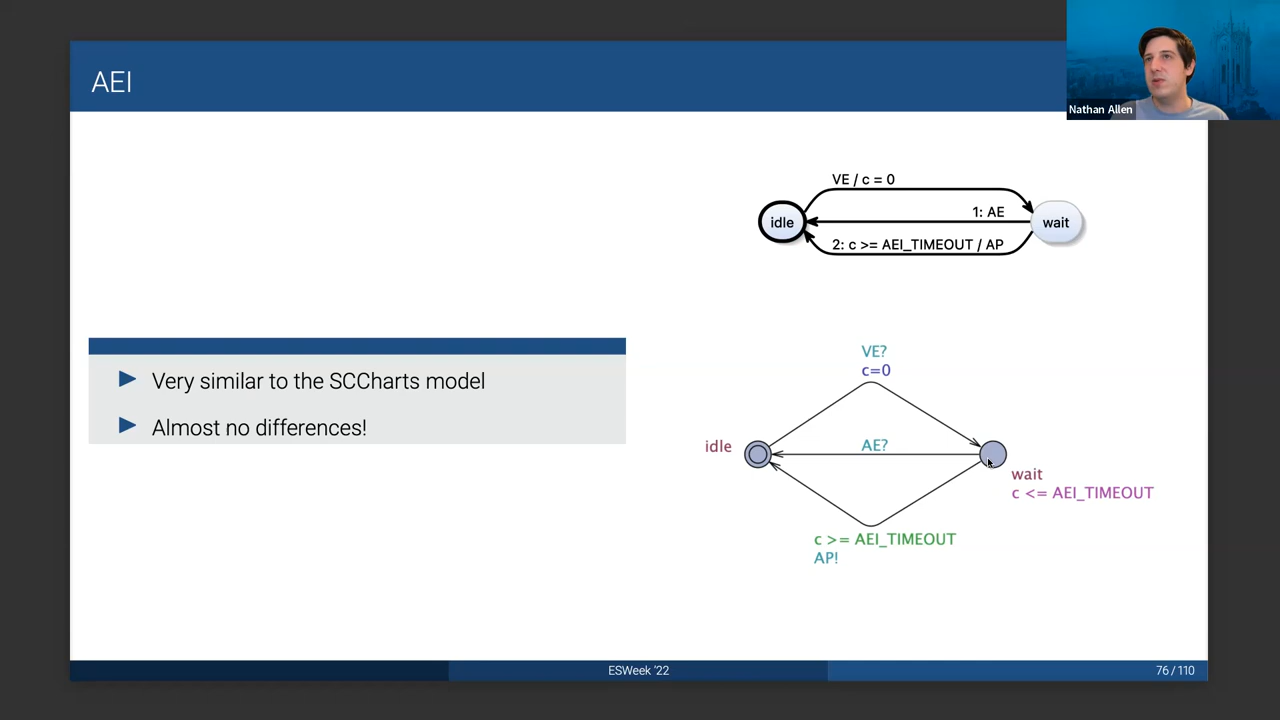 AEI
Nathan Allen
VE / c = 0
idle
1: AE
wait
2: c >= AEI_TIMEOUT / AP
Very similar to the SCCharts model
Almost no differences!
VE?
c=0
idle
AE?
wait
c <= AEI_TIMEOUT
c >= AEI_TIMEOUT
AP!
ESWeek '22
76 / 110